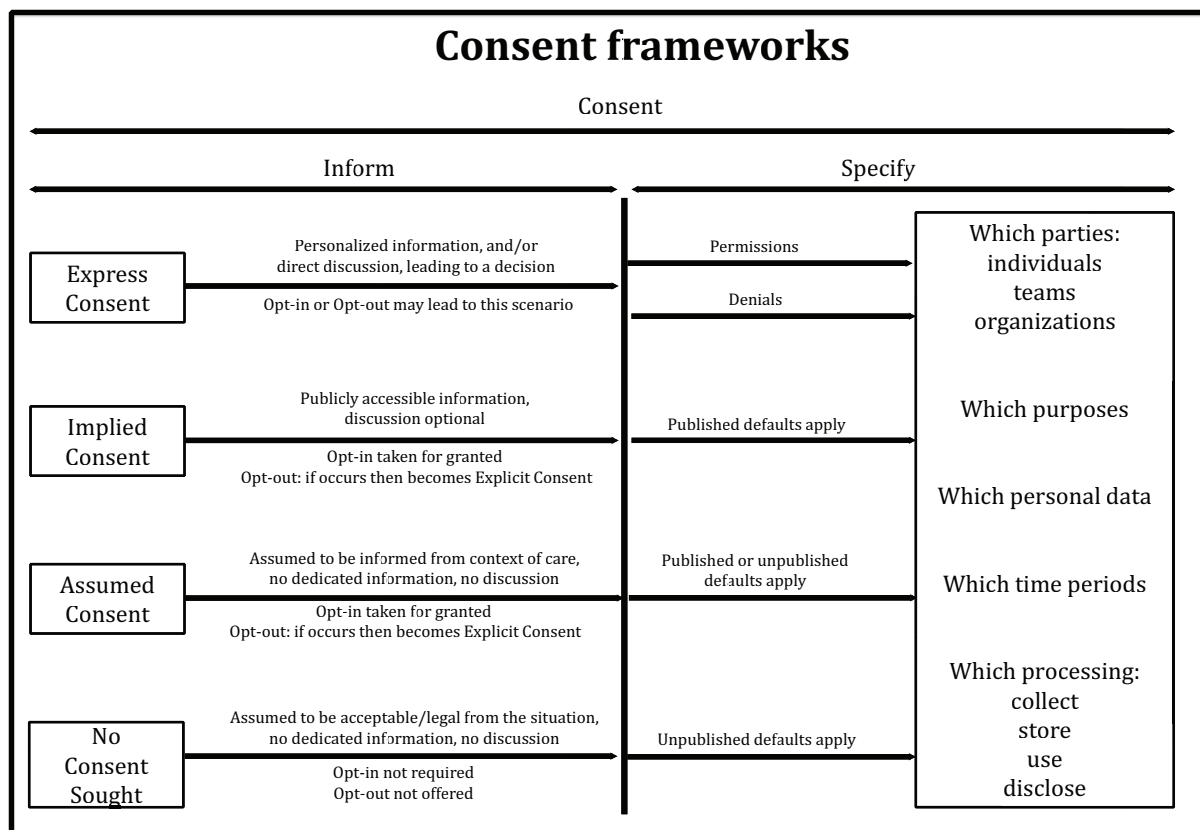 Consent frameworks
Consent
Inform
Specify
Express
Consent
Personalized information, and/or
direct discussion, leading to a decision
Opt-in or Opt-out may lead to this scenario
Permissions
Denials
Implied
Consent
Publicly accessible information,
discussion optional
Opt-in taken for granted
Opt-out: if occurs then becomes Explicit Consent
Published defaults apply
Assumed
Consent
Assumed to be informed from context of care,
no dedicated information, no discussion
Opt-in taken for granted
Opt-out: if occurs then becomes Explicit Consent
Published or unpublished
defaults apply
No
Consent
Sought
Assumed to be acceptable/legal from the situation,
no dedicated information, no discussion
Opt-in not required
Opt-out not offered
Unpublished defaults apply
Which parties:
individuals
teams
organizations
Which purposes
Which personal data
Which time periods
Which processing:
collect
store
use
disclose